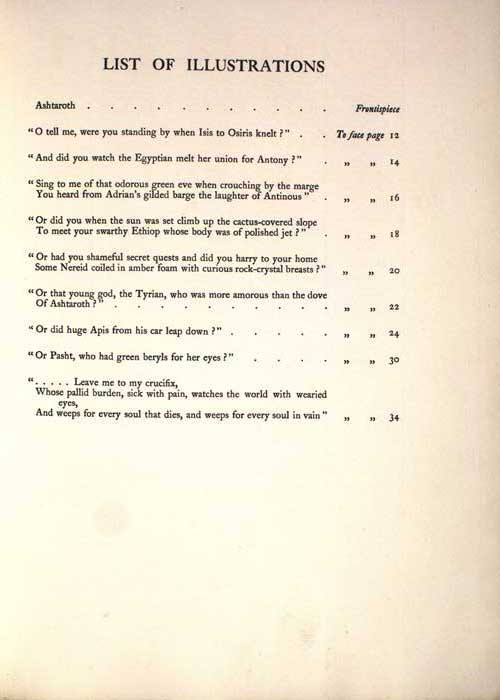 LIST OF ILLUSTRATIONS
Ashtaroth . . . . . . . . . . . Frontispiece
“O tell me, were you standing by when Isis to Osiris knelt?” . . To face page 12
“And did you watch the Egyptian melt her union for Antony?” . „ „ 14
“Sing to me of that odorous green eve when crouching by the marge
You heard from Adrian's gilded barge the laughter of Antinous” . „ „ 16
“Or did you when the sun was set climb up the cactus-covered slope
To meet your swarthy Ethiop whose body was of polished jet?” . „ „ 18
“Or had you shameful secret quests and did you harry to your home
Some Nereid coiled in amber foam with curious rock-crystal breasts?” „ „ 20
“Or that young god, the Tyrian, who was more amorous than the dove
Of Ashtaroth?” . . . . . . . . . . „ „ 22
“Or did huge Apis from his car leap down?” . . . . . „ „ 24
“Or Pasht, who had green beryls for her eyes?” . . . . „ „ 30
“. . . . . Leave me to my crucifix,
Whose pallid burden, sick with pain, watches the world with wearied
eyes,
And weeps for every soul that dies, and weeps for every soul in vain” „ „ 34